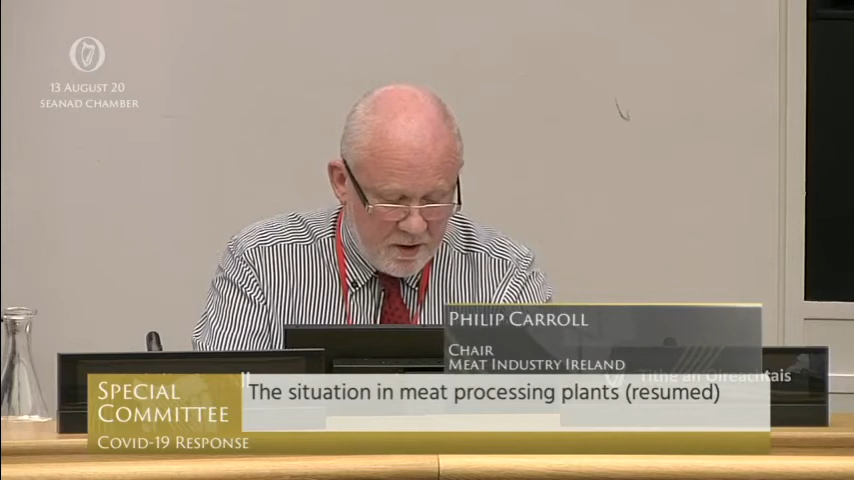 13 August 20
Seanad Chamber
Philip Carroll
Chair
Meat Industry Ireland
Tithe an Oireachtais
Special
Committee
The situation in meat processing plants (resumed)
Covid-19 Response